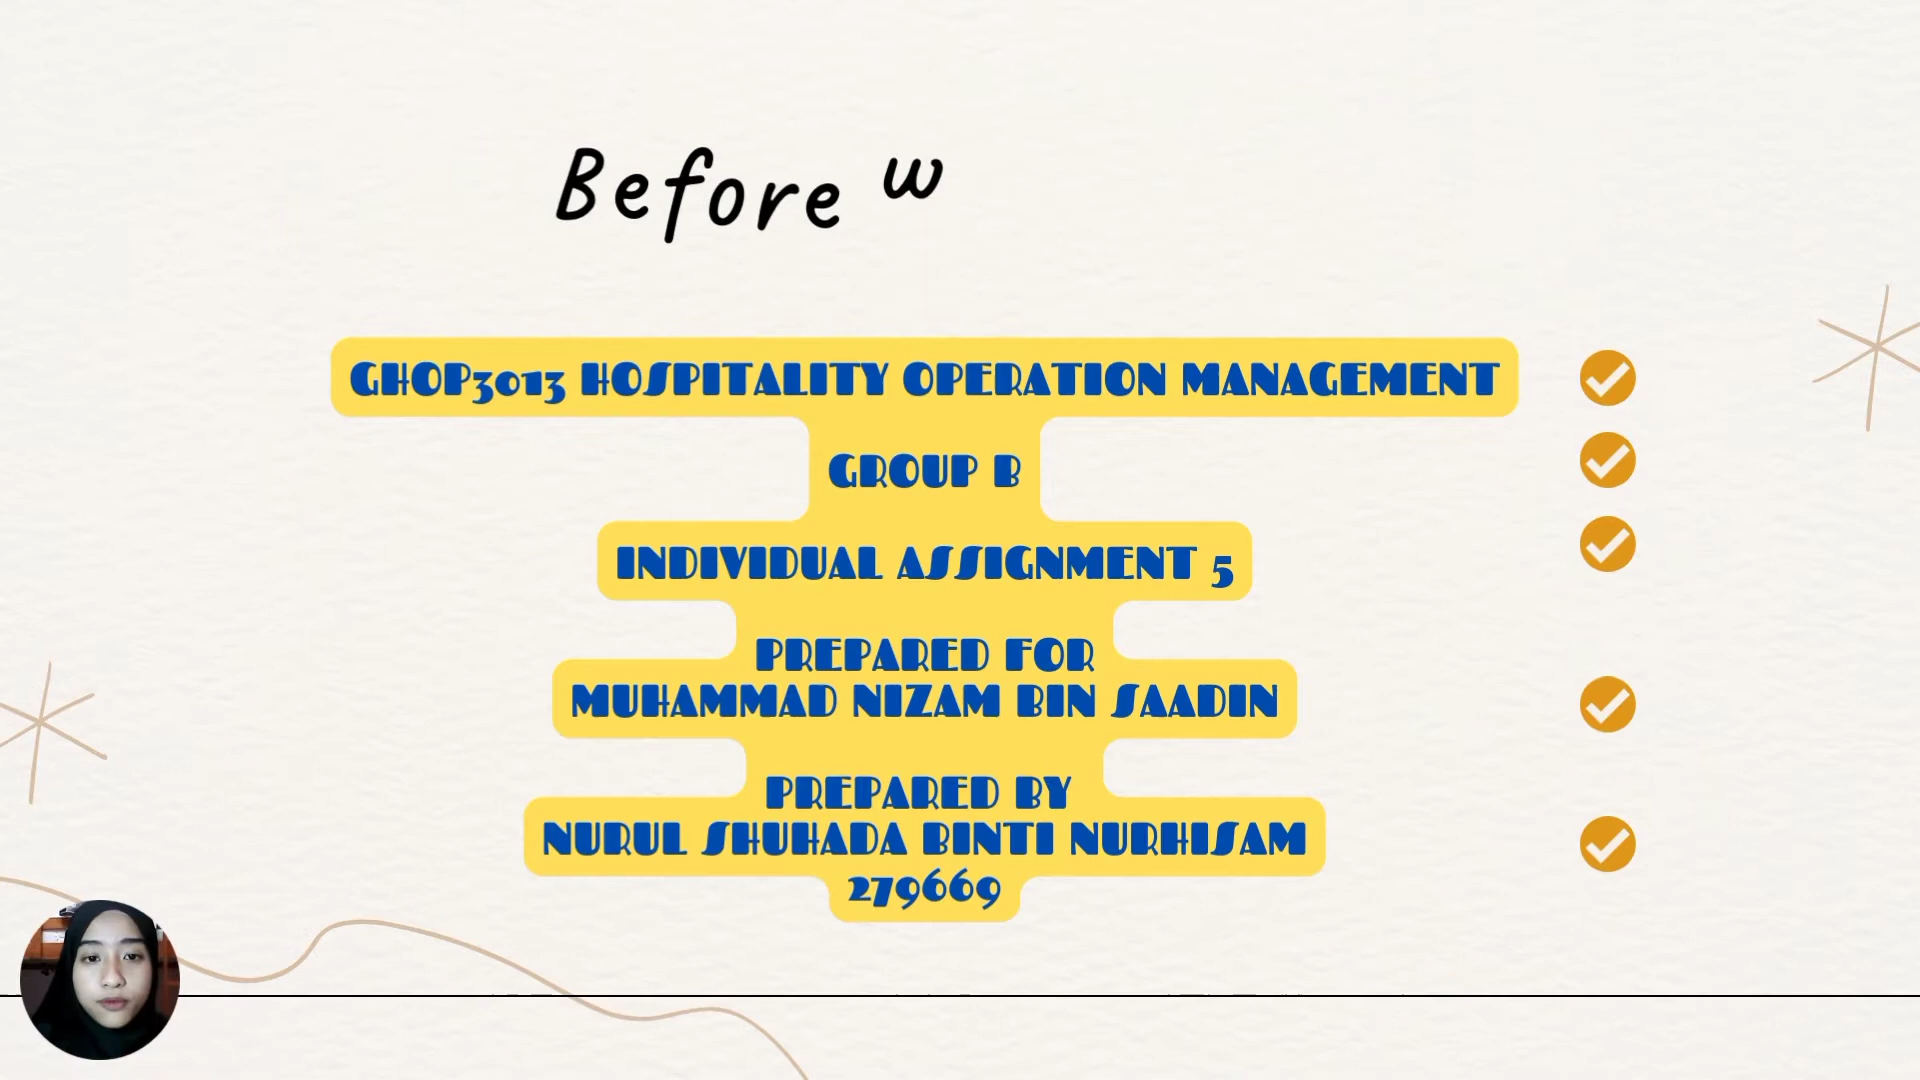 Before w
GHOP3013 HOSPITALITY OPERATION MANAGEMENT
GROUP B
INDIVIDUAL ASSIGNMENT 5
PREPARED FOR
MUHAMMAD NIZAM BIN SAADIN
PREPARED BY
NURUL SHUHADA BINTI NURHISAM
279669